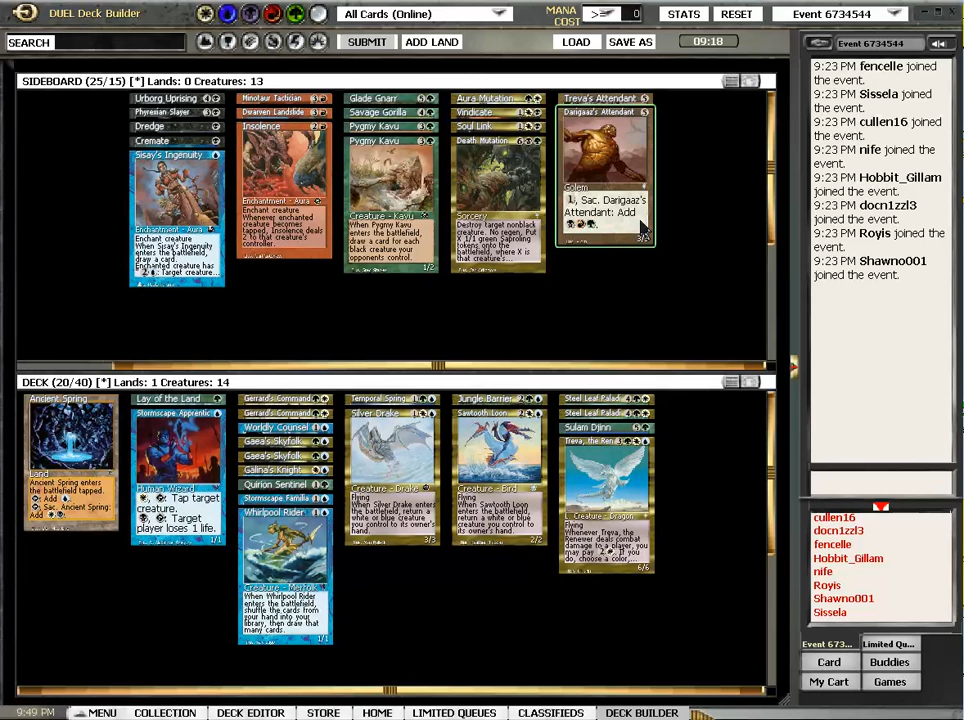 DUEL Deck Builder
All Cards (Online)
MANA COST
0
STATS
RESET
Event 6734544
SEARCH
SUBMIT
ADD LAND
LOAD
SAVE AS
09:18
Event 6734544
SIDEBOARD (25/15) [*] Lands: 0 Creatures: 13
Urborg Uprising
Phyresian Slayer
Dredge
Cremate
Sisay's Ingenuity
Enchantment - Aura
Enchant creature
When Sisay's Ingenuity
enters the battlefield,
draw a card.
Enchanted creature has
: Target creature...
Minotaur Tactician
Dwarven Landslide
Insolence
Enchantment - Aura
Enchant creature
Whenever enchanted
creature becomes
tapped, Insolence deals
2 to that creature's
controller.
Glade Gnarr
Savage Gorilla
Pygmy Kavu
Pygmy Kavu
Creature - Kavu
When Pygmy Kavu
enters the battlefield,
draw a card for each
black creature your
opponents control.
1/2
Aura Mutation
Vindicate
Soul Link
Death Mutation
Sorcery
Destroy target nonblack
creature. No regen. Put
X 1/1 green Saproling
tokens onto the
battlefield, where X is
that creature's...
Treva's Attendant
Darigaaz's Attendant
Golem
1, Sac. Darigaaz's
Attendant: Add
3/3
DECK (20/40) [*] Lands: 1 Creatures: 14
Ancient Spring
Land
Ancient Spring enters
the battlefield tapped.
: Add
: Sac. Ancient Spring:
Add
Lay of the Land
Stormscape Apprentic
Human Wizard
: Tap target
creature.
: Target
player loses 1 life.
1/1
Gerrard's Command
Gerrard's Command
Worldly Counsel
Gaea's Skyfolk
Gaea's Skyfolk
Galina's Knight
Quirion Sentinel
Stormscape Familia
Whirlpool Rider
Creature - Merfolk
When Whirlpool Rider
enters the battlefield,
shuffle the cards from
your hand into your
library, then draw that
many cards.
1/1
Temporal Spring
Silver Drake
Creature - Drake
Flying
When Silver Drake
enters the battlefield,
return a white or blue
creature you control to
its owner's hand.
3/3
Jungle Barrier
Sawtooth Loon
Creature - Bird
Flying
When Sawtooth Loon
enters the battlefield,
return a white or blue
creature you control to
its owner's hand.
2/2
Steel Leaf Paladi
Steel Leaf Paladi
Sulam Djinn
Treva, the Ren
L. Creature - Dragon
Flying
Whenever Treva, the
Renewer deals combat
damage to a player, you
may pay
. If you
do, choose a color,...
6/6
9:23 PM fencelle
joined the event.
9:23 PM Sissela joined
the event.
9:23 PM cullen16
joined the event.
9:23 PM nife joined the
event.
9:23 PM Hobbit_Gillam
joined the event.
9:23 PM docn1zzl3
joined the event.
9:23 PM Royis joined the
event.
9:23 PM Shawno001
joined the event.
cullen16
docn1zzl3
fencelle
Hobbit_Gillam
nife
Royis
Shawno001
Sissela
Event 673...
Limited Qu...
Card
Buddies
My Cart
Games
9:49 PM
MENU
COLLECTION
DECK EDITOR
STORE
HOME
LIMITED QUEUES
CLASSIFIEDS
DECK BUILDER